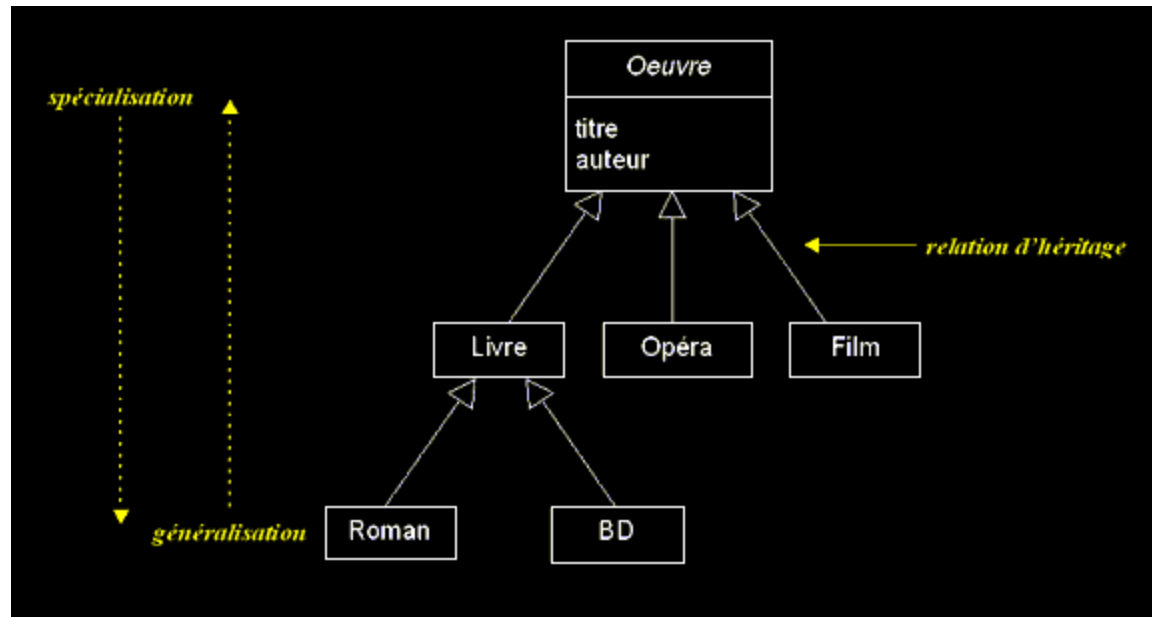 Oeuvre
spécialisation
titre
auteur
relation d'héritage
Livre
Opéra
Film
généralisation
Roman
BD